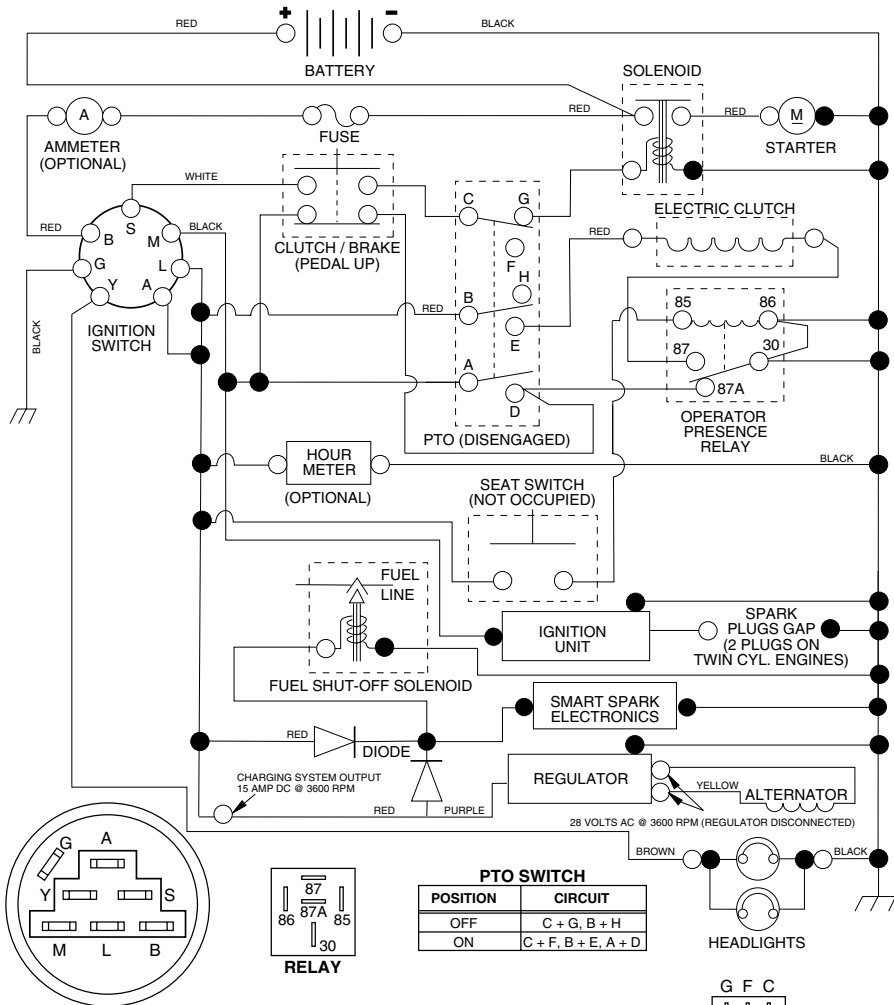 RED
+
-
BLACK
BATTERY
SOLENOID
A
AMMETER
(OPTIONAL)
FUSE
RED
RED
M
STARTER
WHITE
S
RED
B
M
BLACK
G
L
Y
A
IGNITION
SWITCH
BLACK
CLUTCH / BRAKE
(PEDAL UP)
C
G
F
H
B
E
A
D
RED
PTO (DISENGAGED)
RED
ELECTRIC CLUTCH
85
86
87
30
87A
OPERATOR
PRESENCE
RELAY
HOUR
METER
(OPTIONAL)
BLACK
SEAT SWITCH
(NOT OCCUPIED)
FUEL
LINE
FUEL SHUT-OFF SOLENOID
IGNITION
UNIT
SPARK
PLUGS GAP
(2 PLUGS ON
TWIN CYL. ENGINES)
SMART SPARK
ELECTRONICS
RED
DIODE
CHARGING SYSTEM OUTPUT
15 AMP DC @ 3600 RPM
RED
PURPLE
REGULATOR
YELLOW
ALTERNATOR
28 VOLTS AC @ 3600 RPM (REGULATOR DISCONNECTED)
BROWN
BLACK
HEADLIGHTS
G
A
Y
S
M
L
B
87
86
87A
85
30
RELAY
PTO SWITCH
POSITION CIRCUIT
OFF C + G, B + H
ON C + F, B + E, A + D
G F C